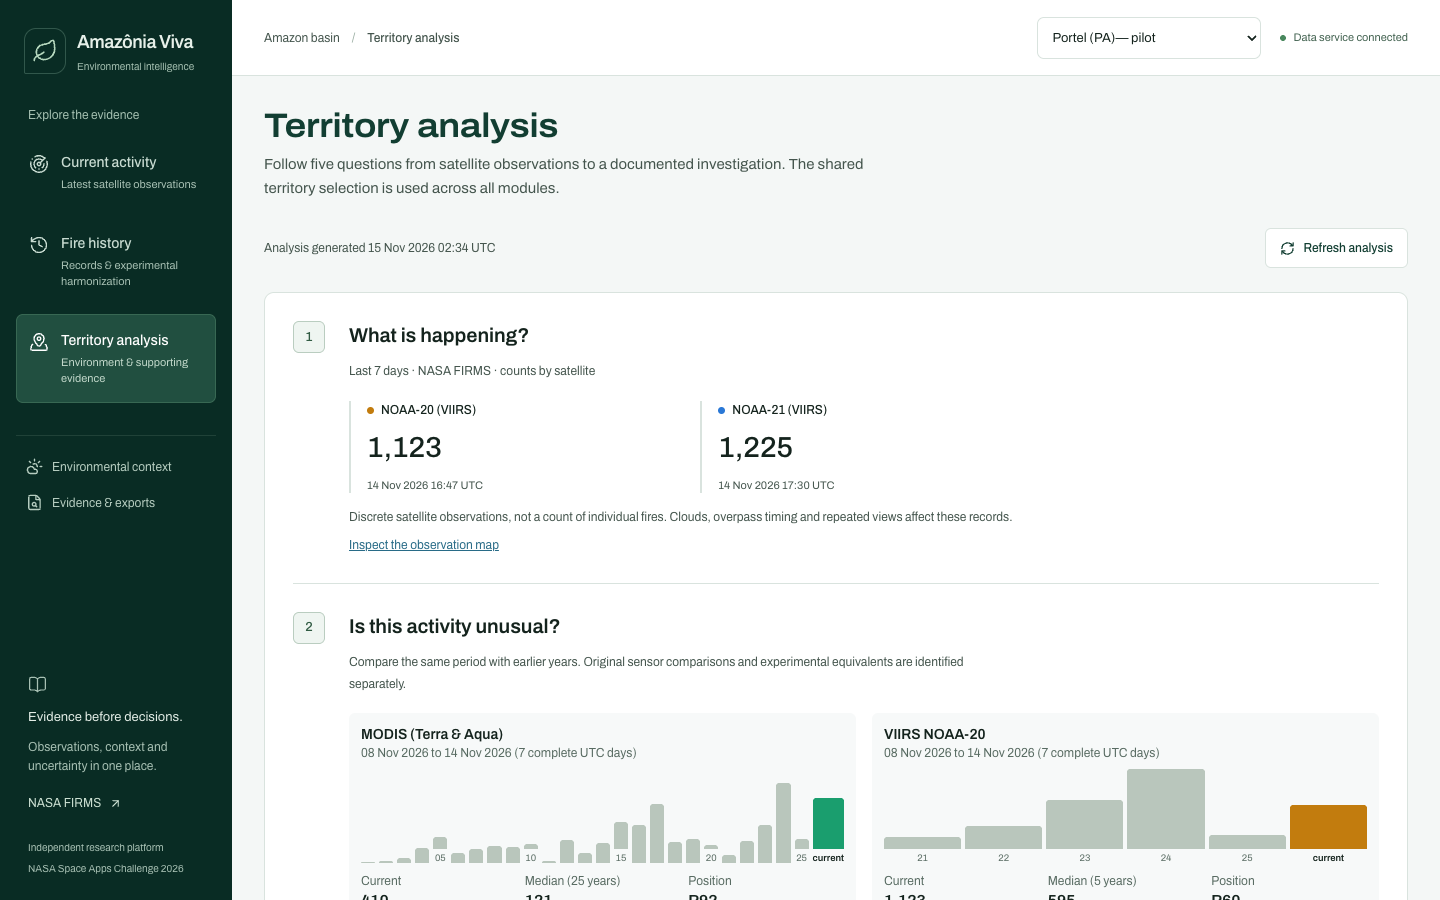 Amazônia Viva
Environmental intelligence
Explore the evidence
Current activity
Latest satellite observations
Fire history
Records & experimental
harmonization
Territory analysis
Environment & supporting
evidence
Environmental context
Evidence & exports
Evidence before decisions.
Observations, context and
uncertainty in one place.
NASA FIRMS
Independent research platform
NASA Space Apps Challenge 2026
Amazon basin / Territory analysis
Portel (PA)— pilot
Data service connected
Territory analysis
Follow five questions from satellite observations to a documented investigation. The shared
territory selection is used across all modules.
Analysis generated 15 Nov 2026 02:34 UTC
Refresh analysis
1
What is happening?
Last 7 days · NASA FIRMS · counts by satellite
NOAA-20 (VIIRS)
1,123
14 Nov 2026 16:47 UTC
NOAA-21 (VIIRS)
1,225
14 Nov 2026 17:30 UTC
Discrete satellite observations, not a count of individual fires. Clouds, overpass timing and repeated views affect these records.
Inspect the observation map
2
Is this activity unusual?
Compare the same period with earlier years. Original sensor comparisons and experimental equivalents are identified
separately.
MODIS (Terra & Aqua)
08 Nov 2026 to 14 Nov 2026 (7 complete UTC days)
05 10 15 20 25 current
Current Median (25 years) Position
410 121 P92
VIIRS NOAA-20
08 Nov 2026 to 14 Nov 2026 (7 complete UTC days)
21 22 23 24 25 current
Current Median (5 years) Position
1,123 595 P60